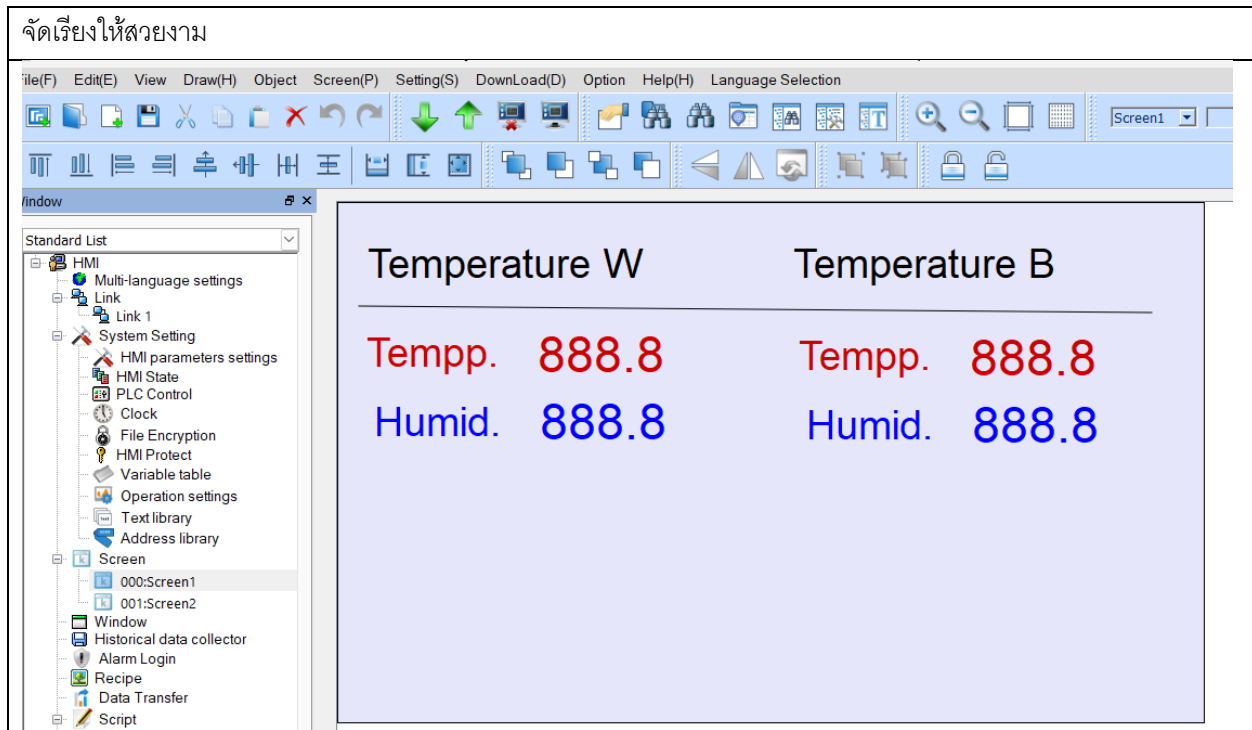 จัดเรียงให้สวยงาม
File(F) Edit(E) View Draw(H) Object Screen(P) Setting(S) DownLoad(D) Option Help(H) Language Selection
Screen1
Window
Standard List
HMI
Multi-language settings
Link
Link 1
System Setting
HMI parameters settings
HMI State
PLC Control
Clock
File Encryption
HMI Protect
Variable table
Operation settings
Text library
Address library
Screen
000:Screen1
001:Screen2
Window
Historical data collector
Alarm Login
Recipe
Data Transfer
Script
Temperature W Temperature B
Tempp. 888.8 Tempp. 888.8
Humid. 888.8 Humid. 888.8